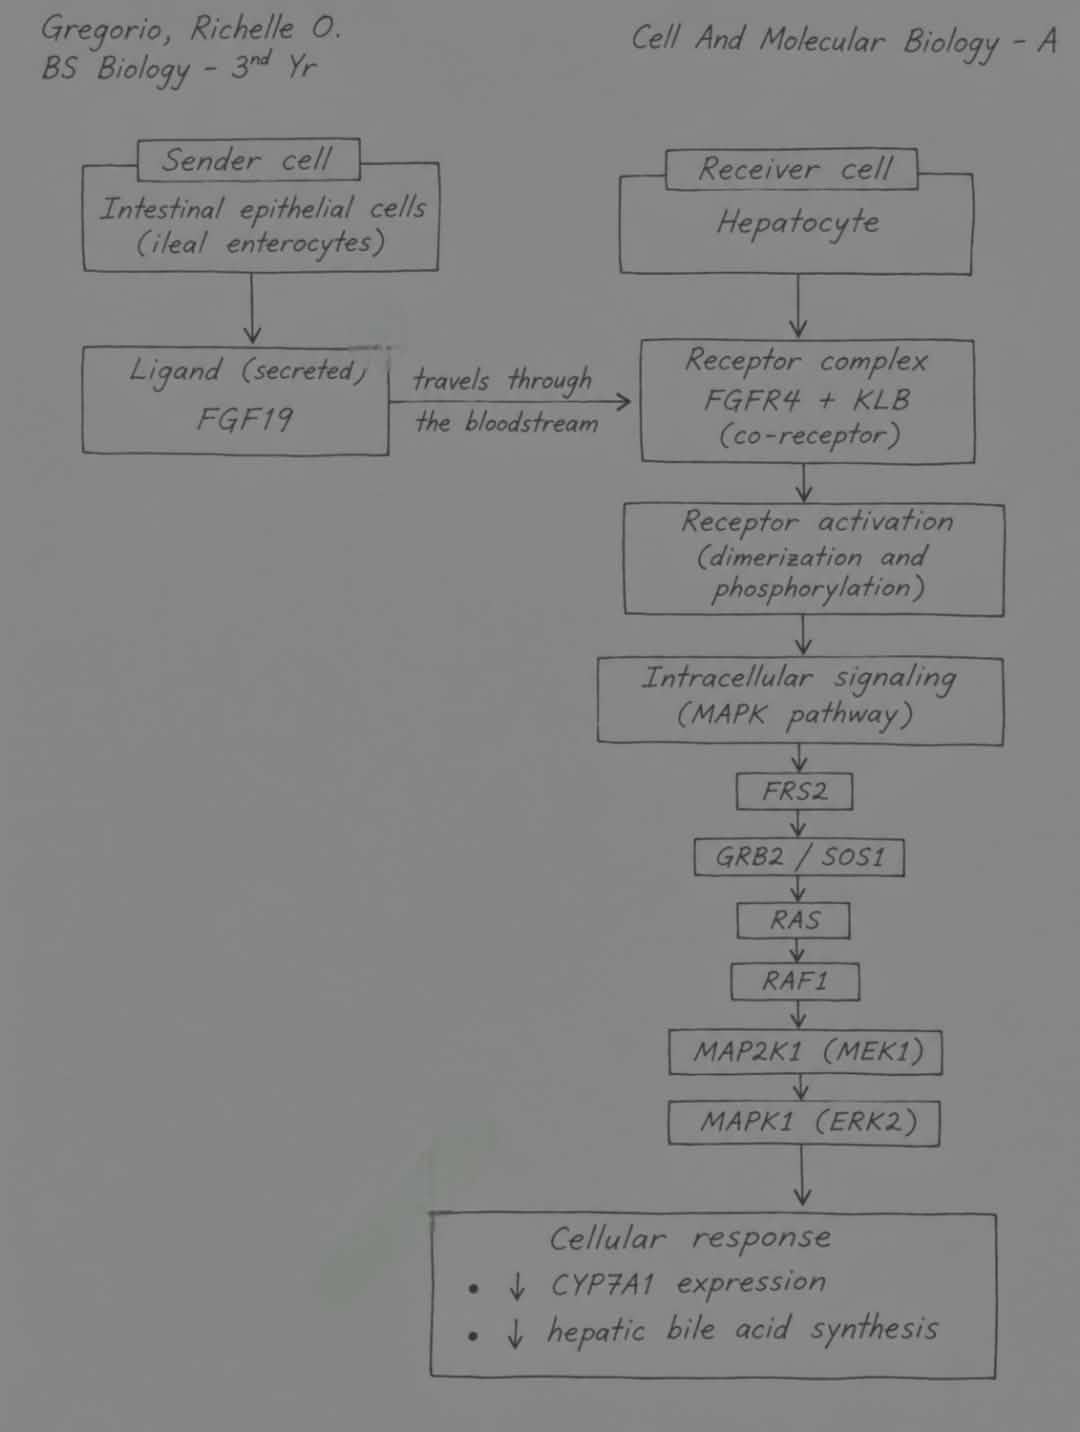 Gregorio, Richelle O.
BS Biology - 3nd Yr
Cell And Molecular Biology - A
Sender cell
Intestinal epithelial cells
(ileal enterocytes)
Ligand (secreted)
FGF19
travels through
the bloodstream
Receiver cell
Hepatocyte
Receptor complex
FGFR4 + KLB
(co-receptor)
Receptor activation
(dimerization and
phosphorylation)
Intracellular signaling
(MAPK pathway)
FRS2
GRB2 / SOS1
RAS
RAF1
MAP2K1 (MEK1)
MAPK1 (ERK2)
Cellular response
• ↓ CYP7A1 expression
• ↓ hepatic bile acid synthesis